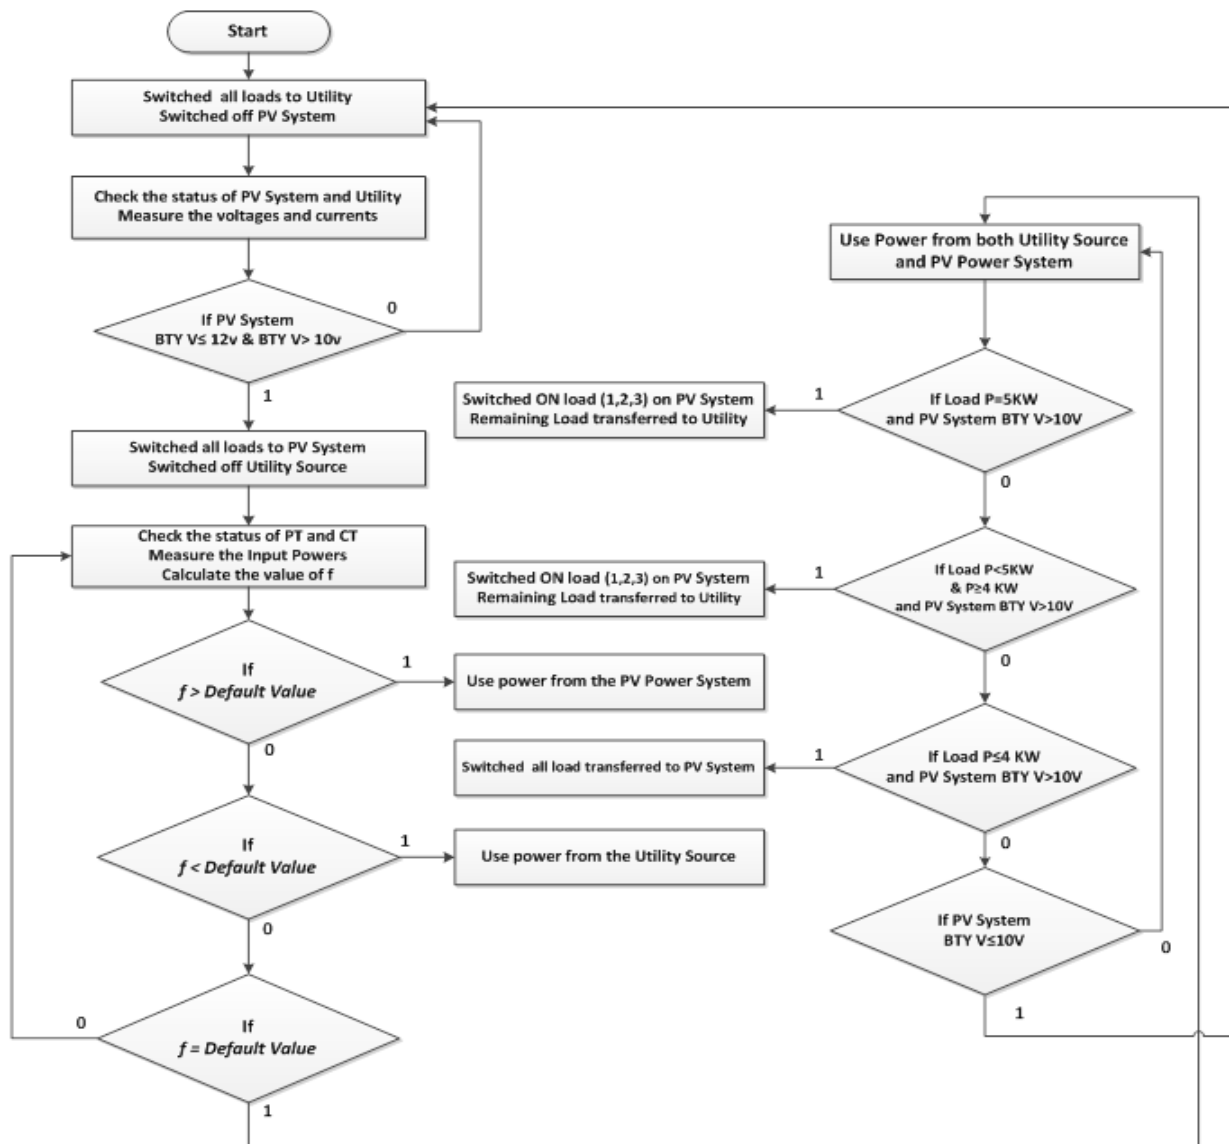 Start
Switched all loads to Utility
Switched off PV System
Check the status of PV System and Utility
Measure the voltages and currents
If PV System
BTY V≤ 12v & BTY V> 10v
0
1
Switched all loads to PV System
Switched off Utility Source
Check the status of PT and CT
Measure the Input Powers
Calculate the value of f
If
f > Default Value
1
0
Use power from the PV Power System
If
f < Default Value
1
0
Use power from the Utility Source
If
f = Default Value
0
1
Use Power from both Utility Source
and PV Power System
If Load P=5KW
and PV System BTY V>10V
1
0
Switched ON load (1,2,3) on PV System
Remaining Load transferred to Utility
If Load P<5KW
& P≥4 KW
and PV System BTY V>10V
1
0
Switched ON load (1,2,3) on PV System
Remaining Load transferred to Utility
If Load P≤4 KW
and PV System BTY V>10V
1
0
Switched all load transferred to PV System
If PV System
BTY V≤10V
0
1